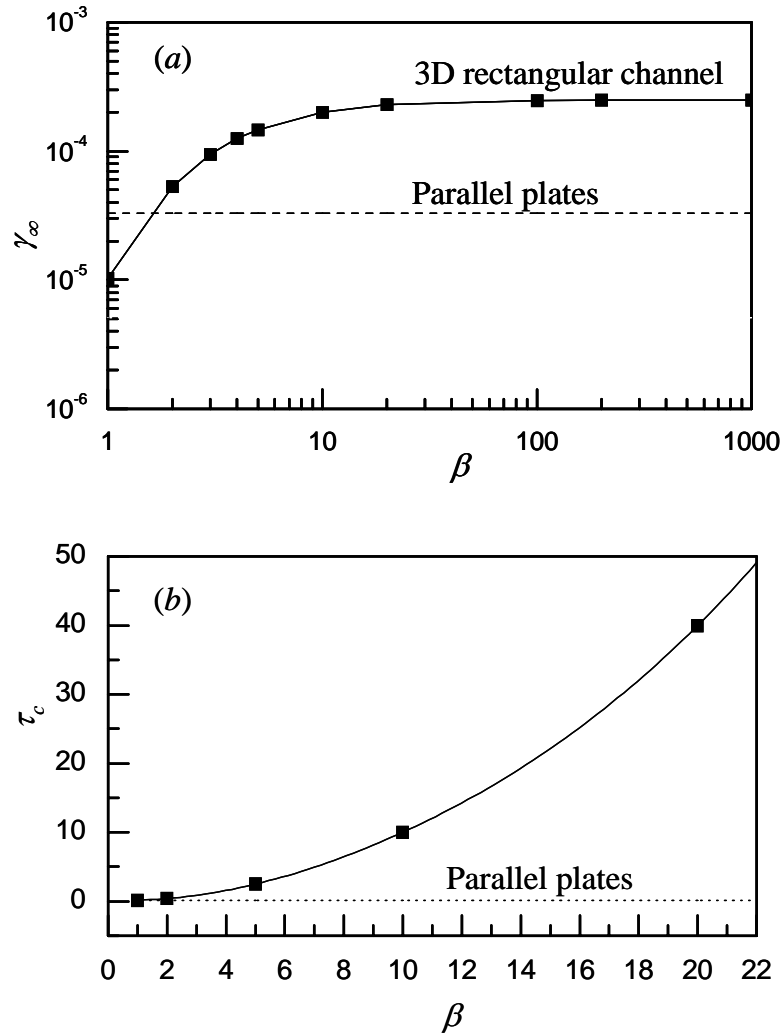 10⁻³
(a)
3D rectangular channel
10⁻⁴
Parallel plates
γ∞
10⁻⁵
10⁻⁶
1 10 100 1000
β
50
(b)
40
30
τc
20
10
Parallel plates
0
0 2 4 6 8 10 12 14 16 18 20 22
β